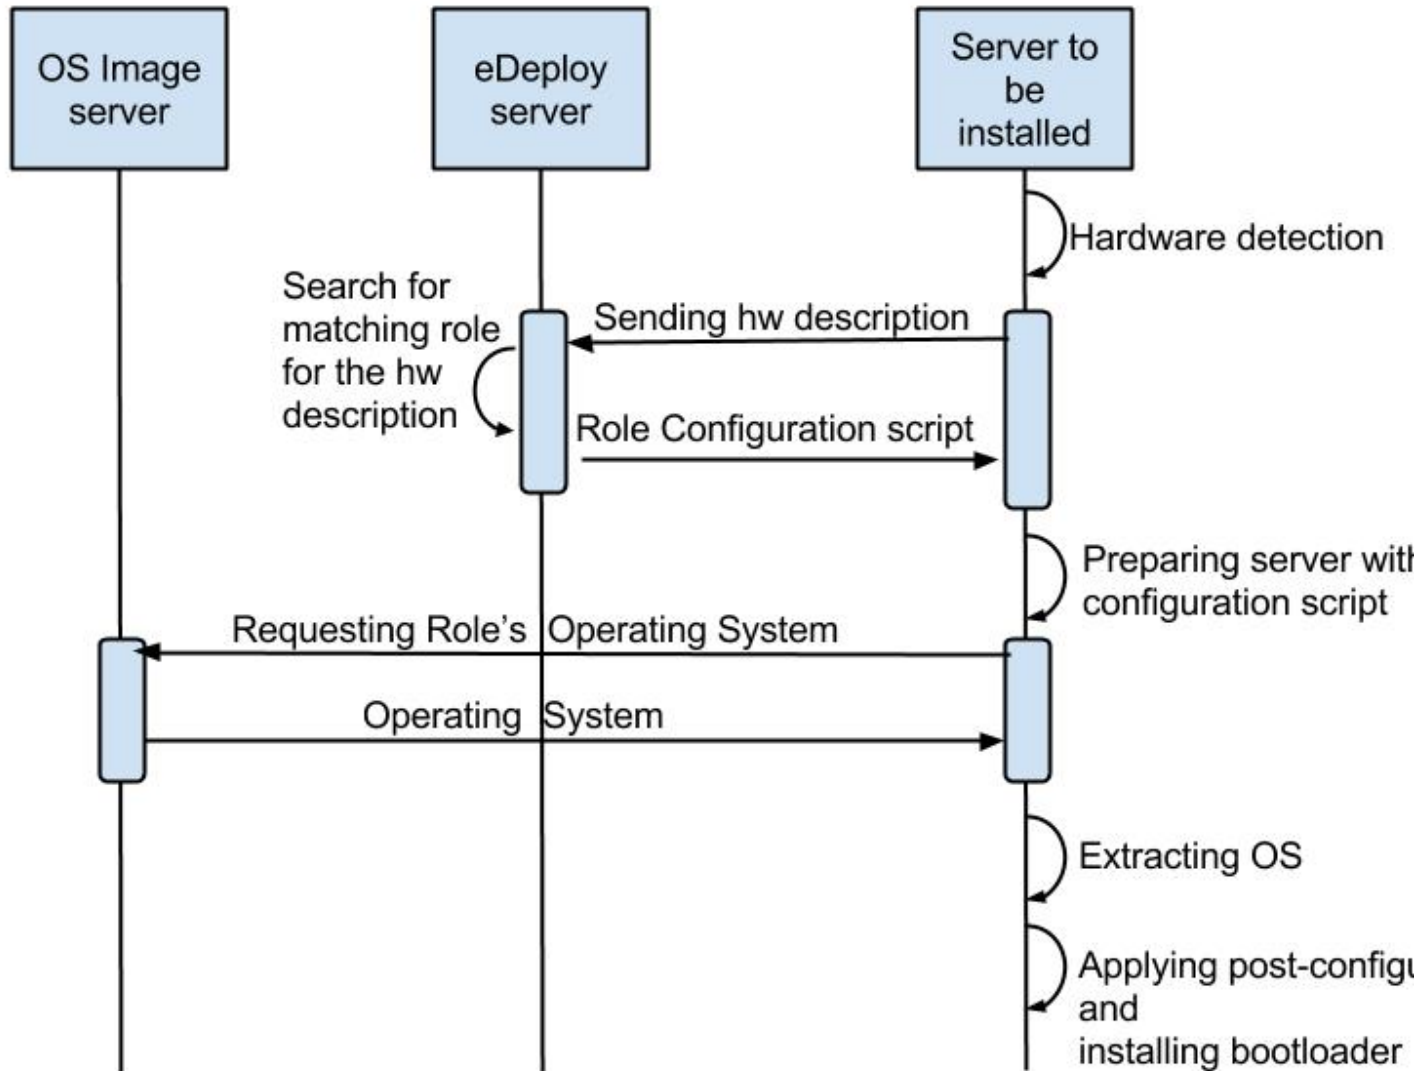 OS Image
server
eDeploy
server
Server to
be
installed
Hardware detection
Search for
matching role
for the hw
description
Sending hw description
Role Configuration script
Preparing server with
configuration script
Requesting Role's Operating System
Operating System
Extracting OS
Applying post-configu
and
installing bootloader